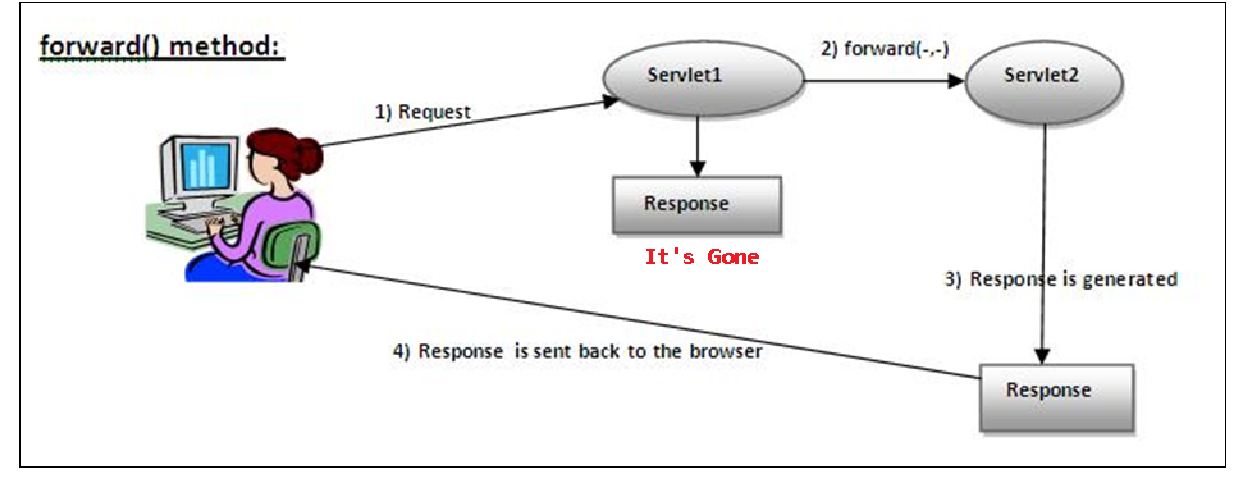 forward() method:
1) Request
Servlet1
2) forward(-,-)
Servlet2
Response
It's Gone
3) Response is generated
4) Response is sent back to the browser
Response